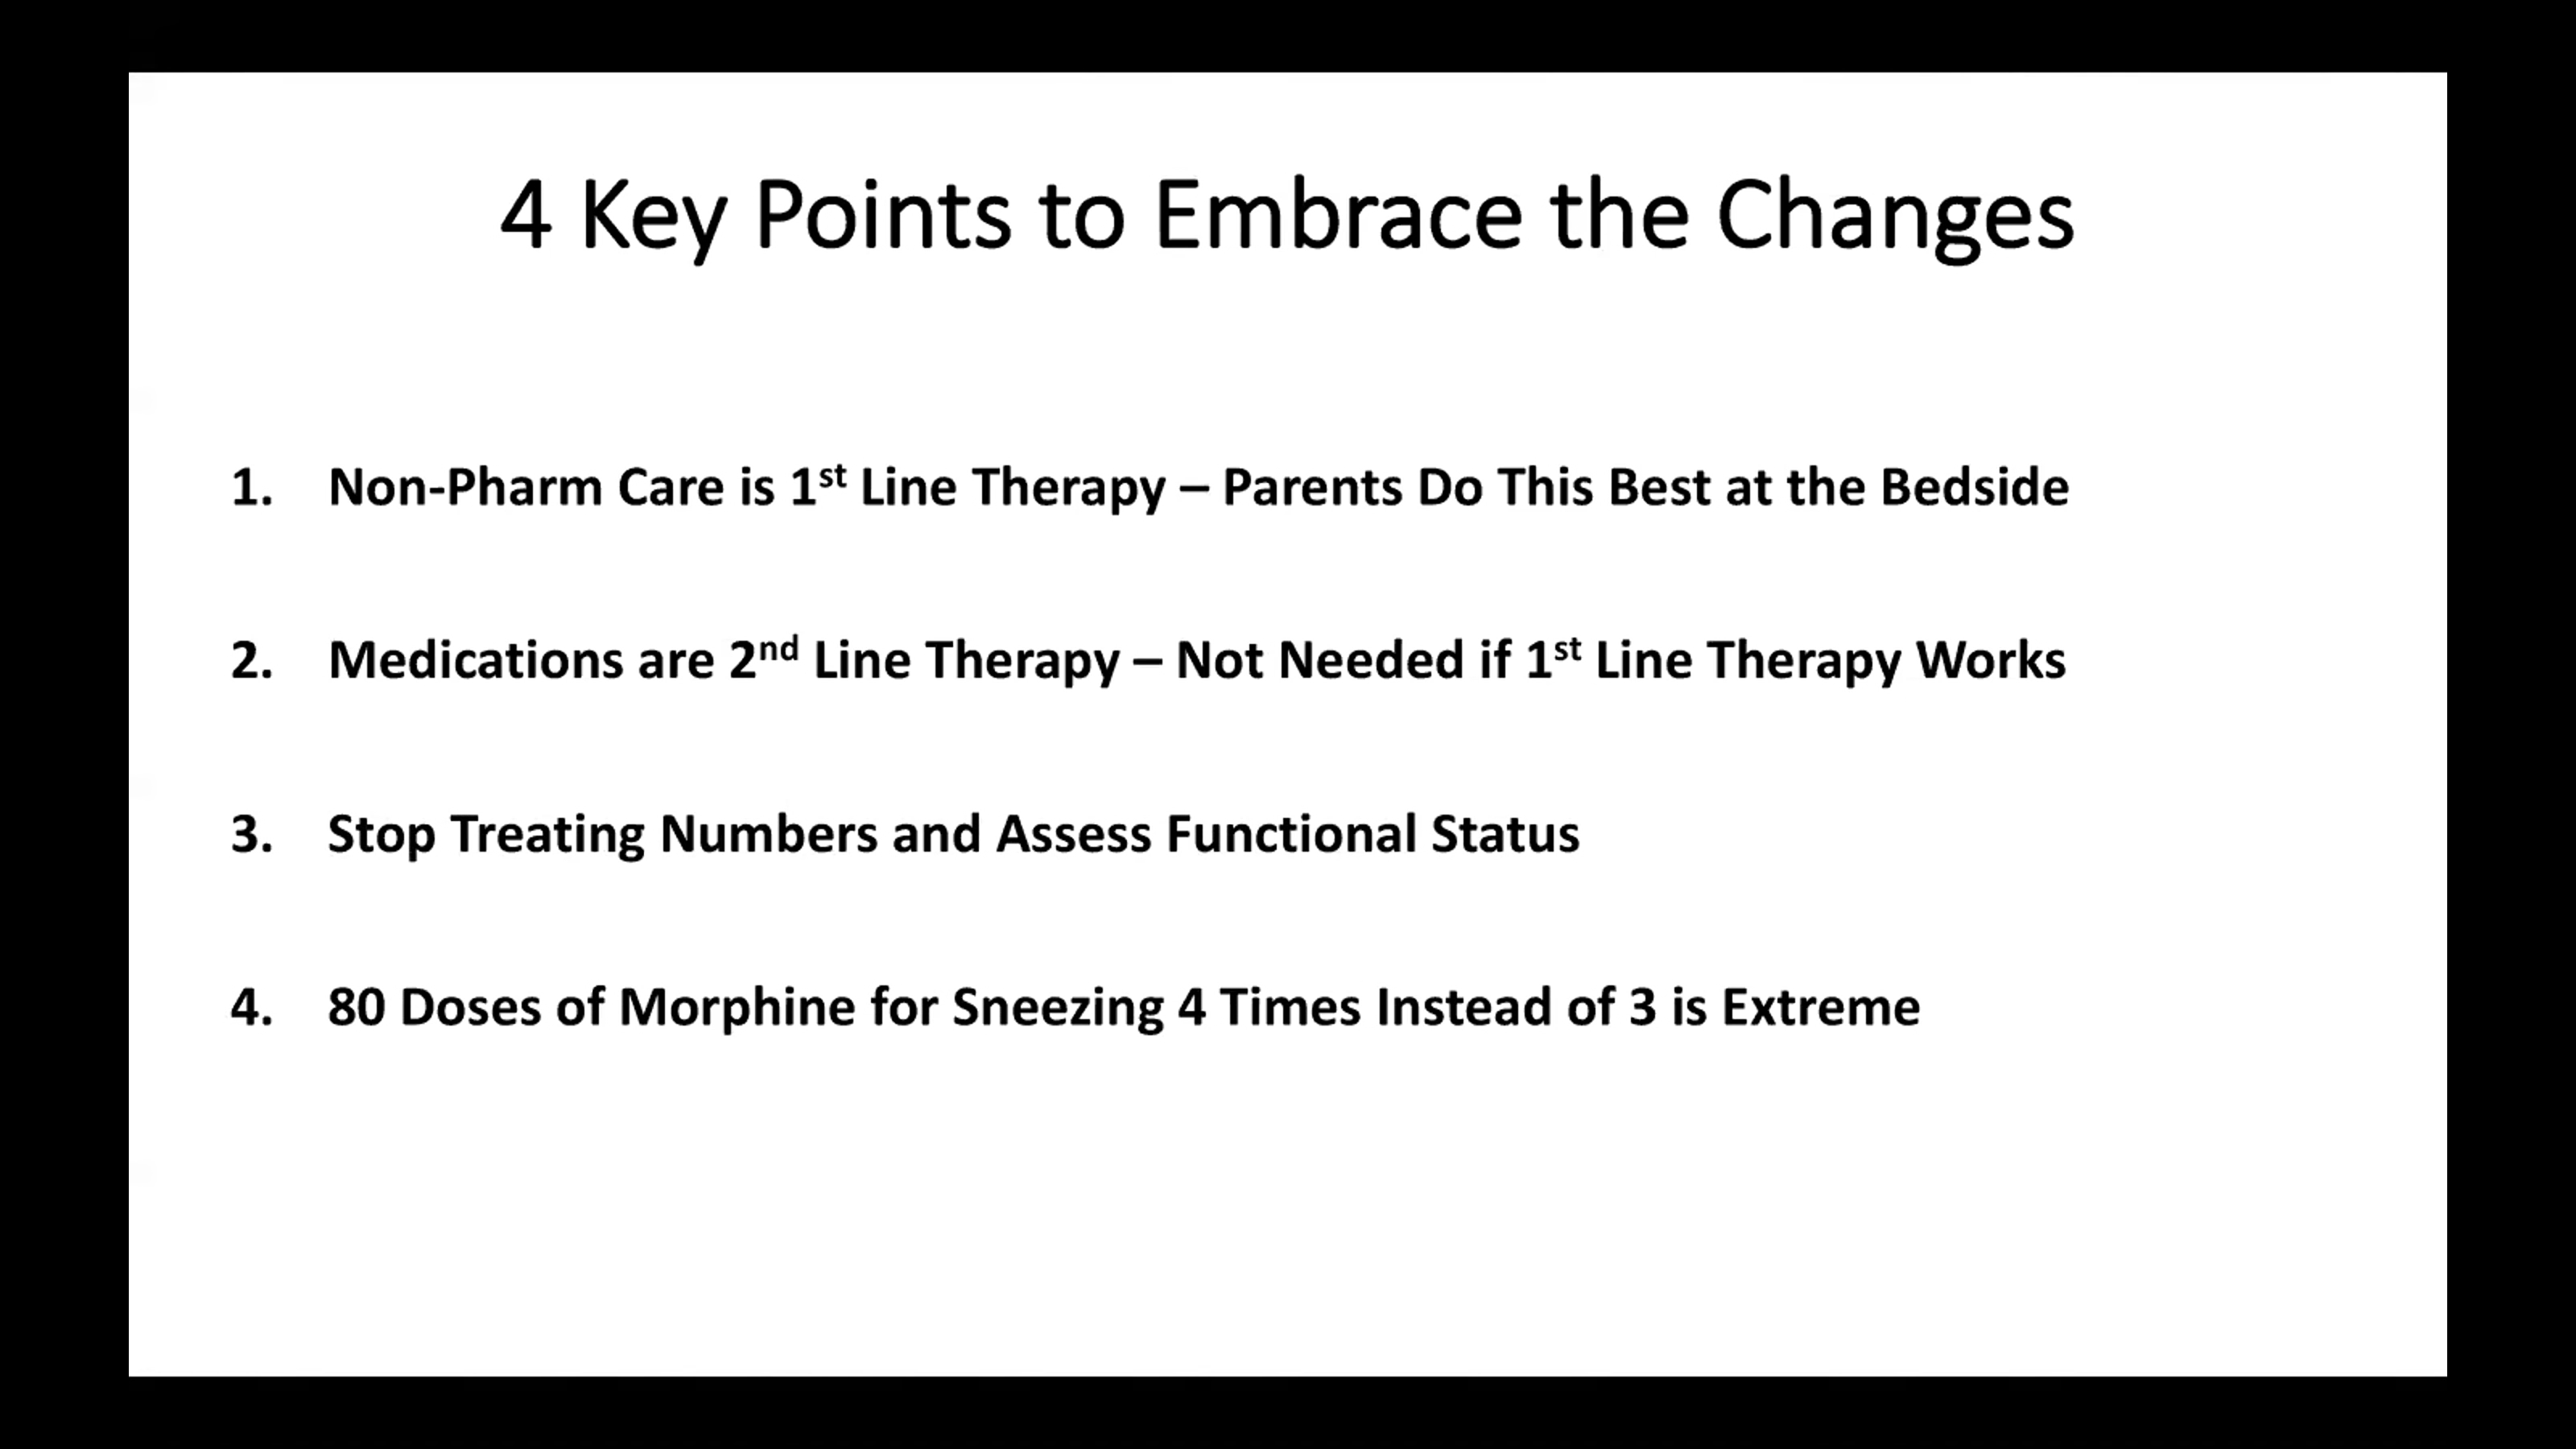 4 Key Points to Embrace the Changes
1. Non-Pharm Care is 1st Line Therapy – Parents Do This Best at the Bedside
2. Medications are 2nd Line Therapy – Not Needed if 1st Line Therapy Works
3. Stop Treating Numbers and Assess Functional Status
4. 80 Doses of Morphine for Sneezing 4 Times Instead of 3 is Extreme